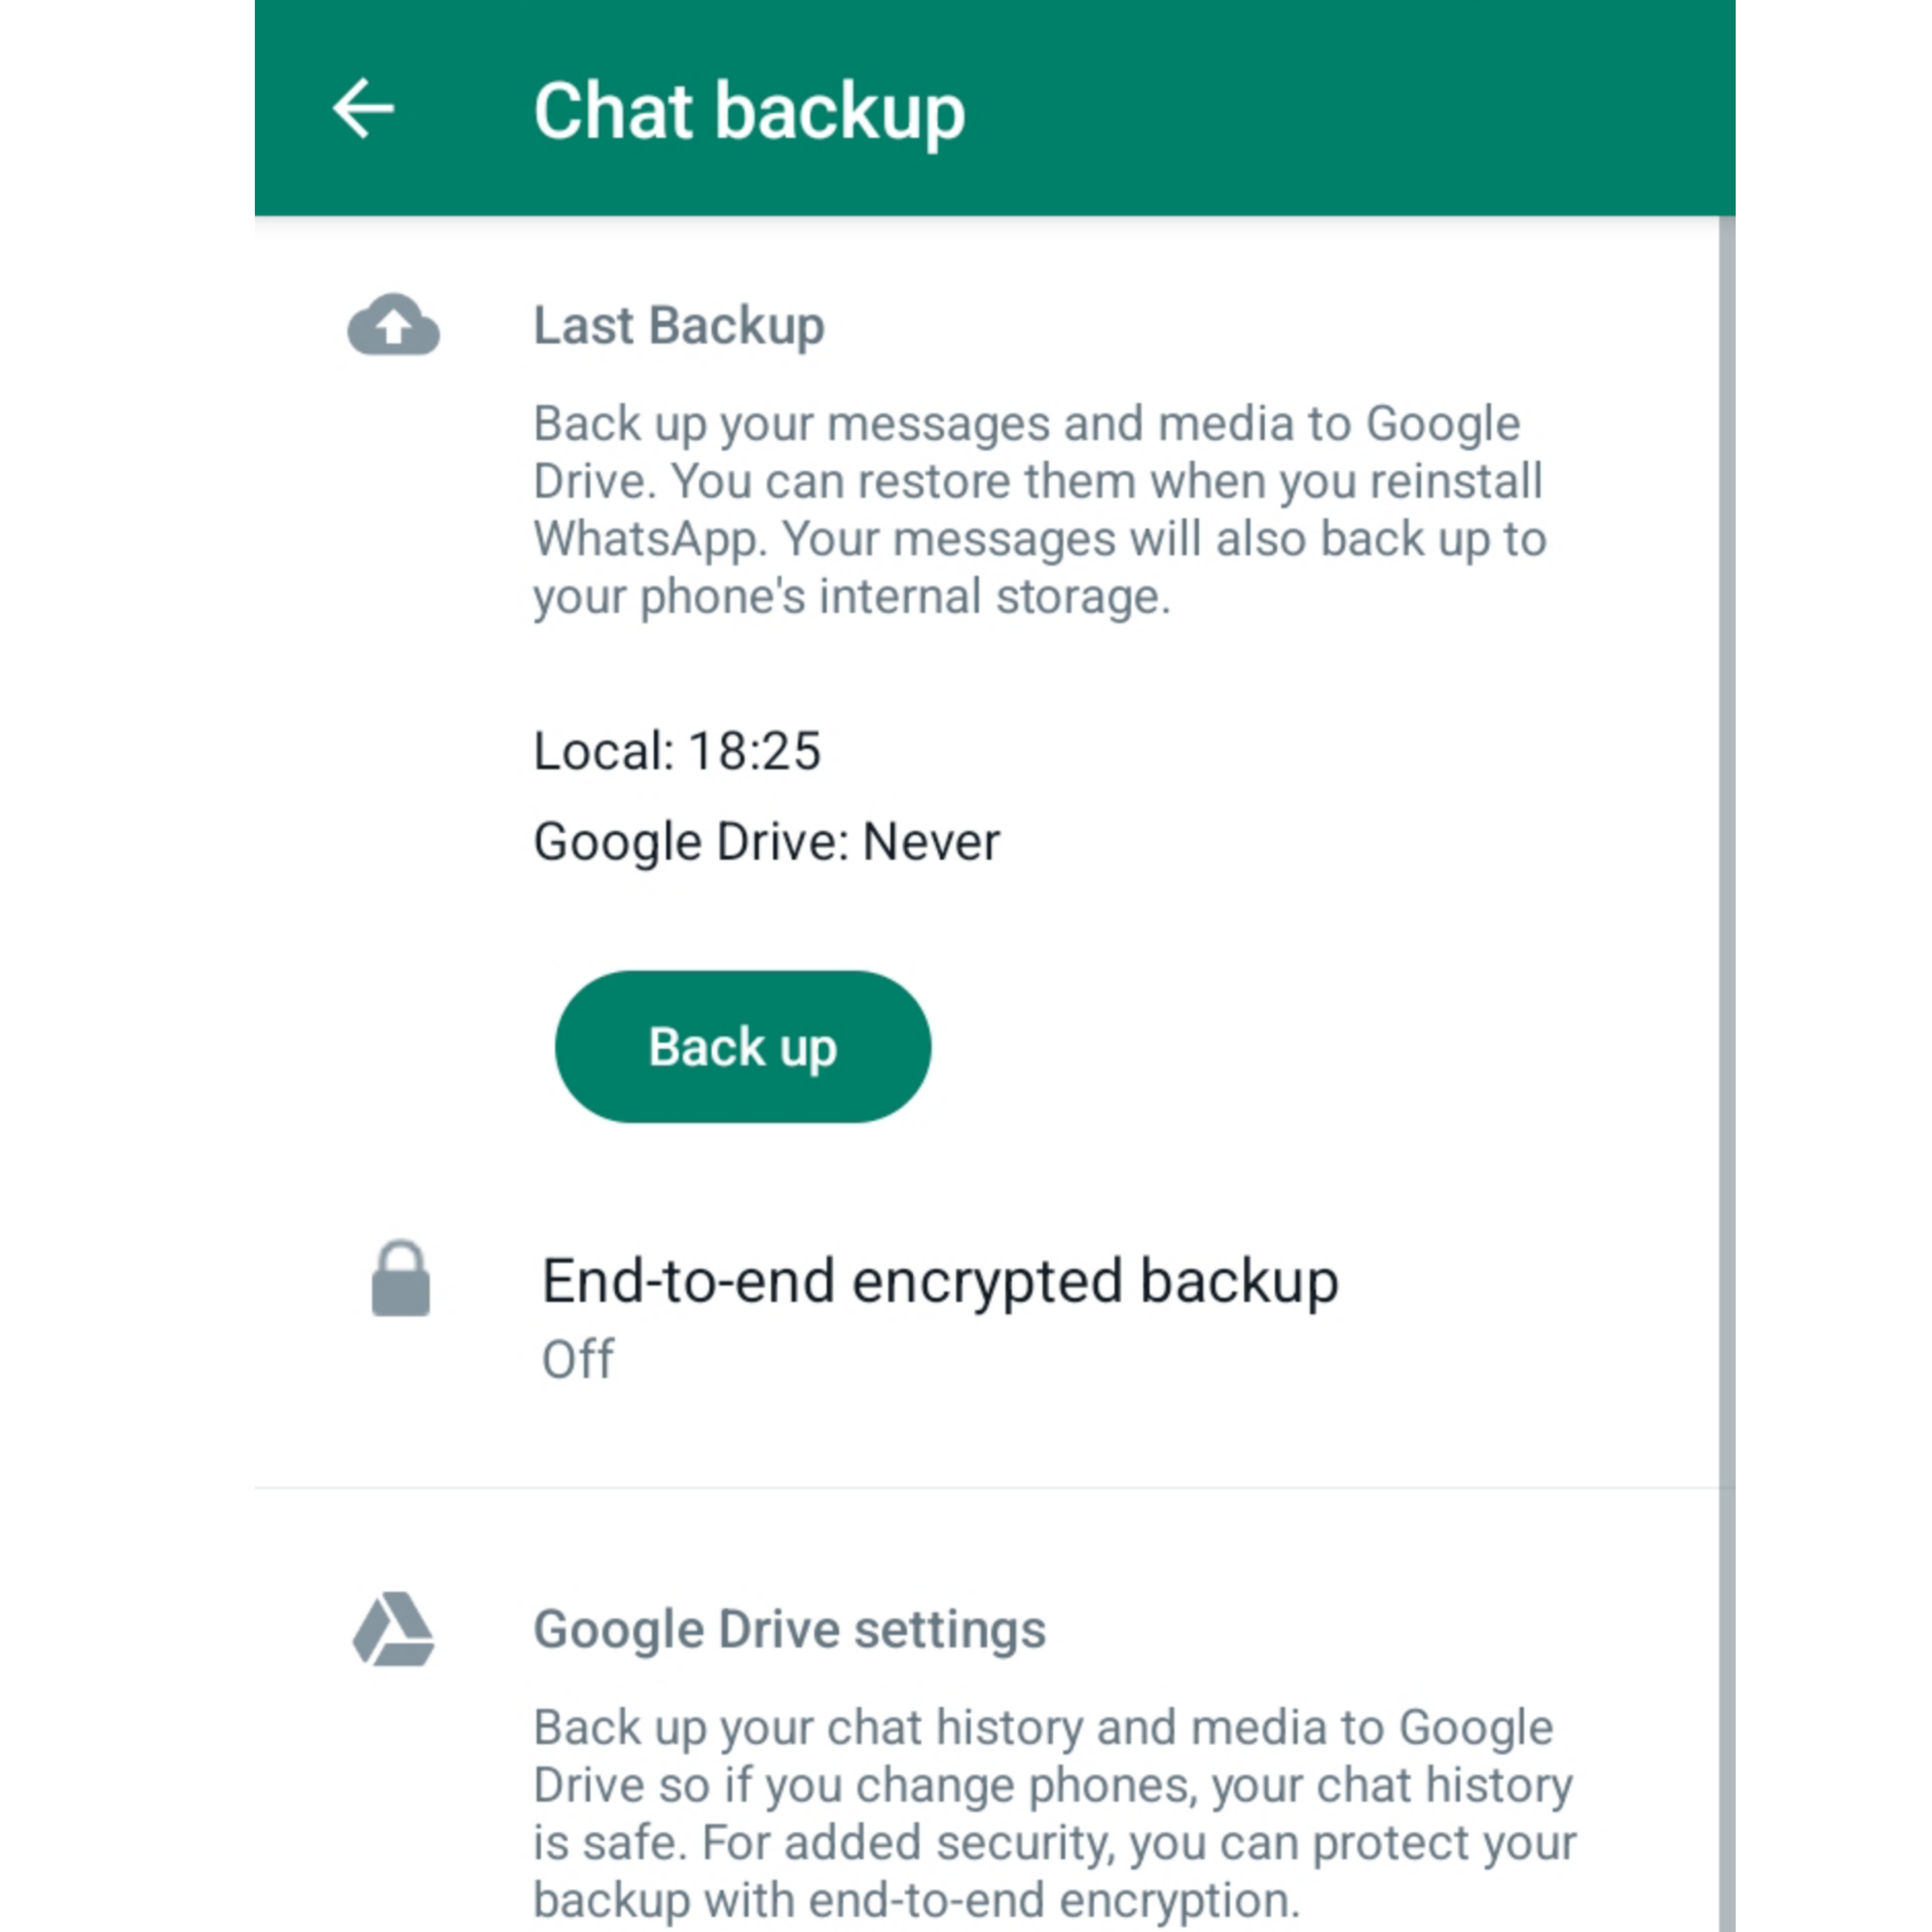 Chat backup
Last Backup
Back up your messages and media to Google
Drive. You can restore them when you reinstall
WhatsApp. Your messages will also back up to
your phone's internal storage.
Local: 18:25
Google Drive: Never
Back up
End-to-end encrypted backup
Off
Google Drive settings
Back up your chat history and media to Google
Drive so if you change phones, your chat history
is safe. For added security, you can protect your
backup with end-to-end encryption.